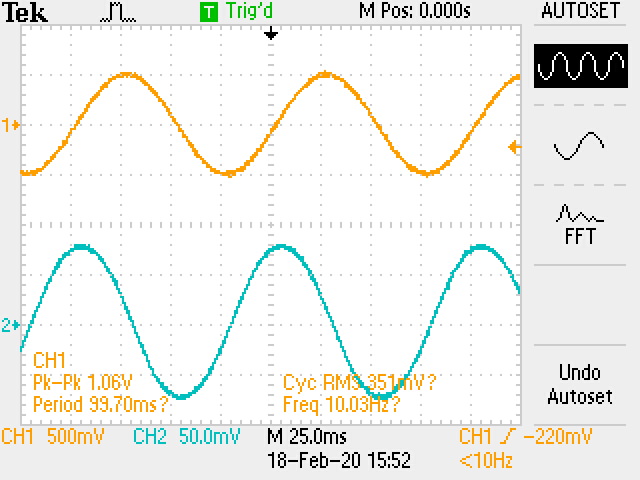 Tek T Trig'd M Pos: 0.000s AUTOSET
1
FFT
2
CH1
Pk-Pk 1.06V Cyc RMS 351mV?
Period 99.70ms? Freq 10.03Hz?
Undo
Autoset
CH1 500mV CH2 50.0mV M 25.0ms CH1 -220mV
18-Feb-20 15:52 <10Hz